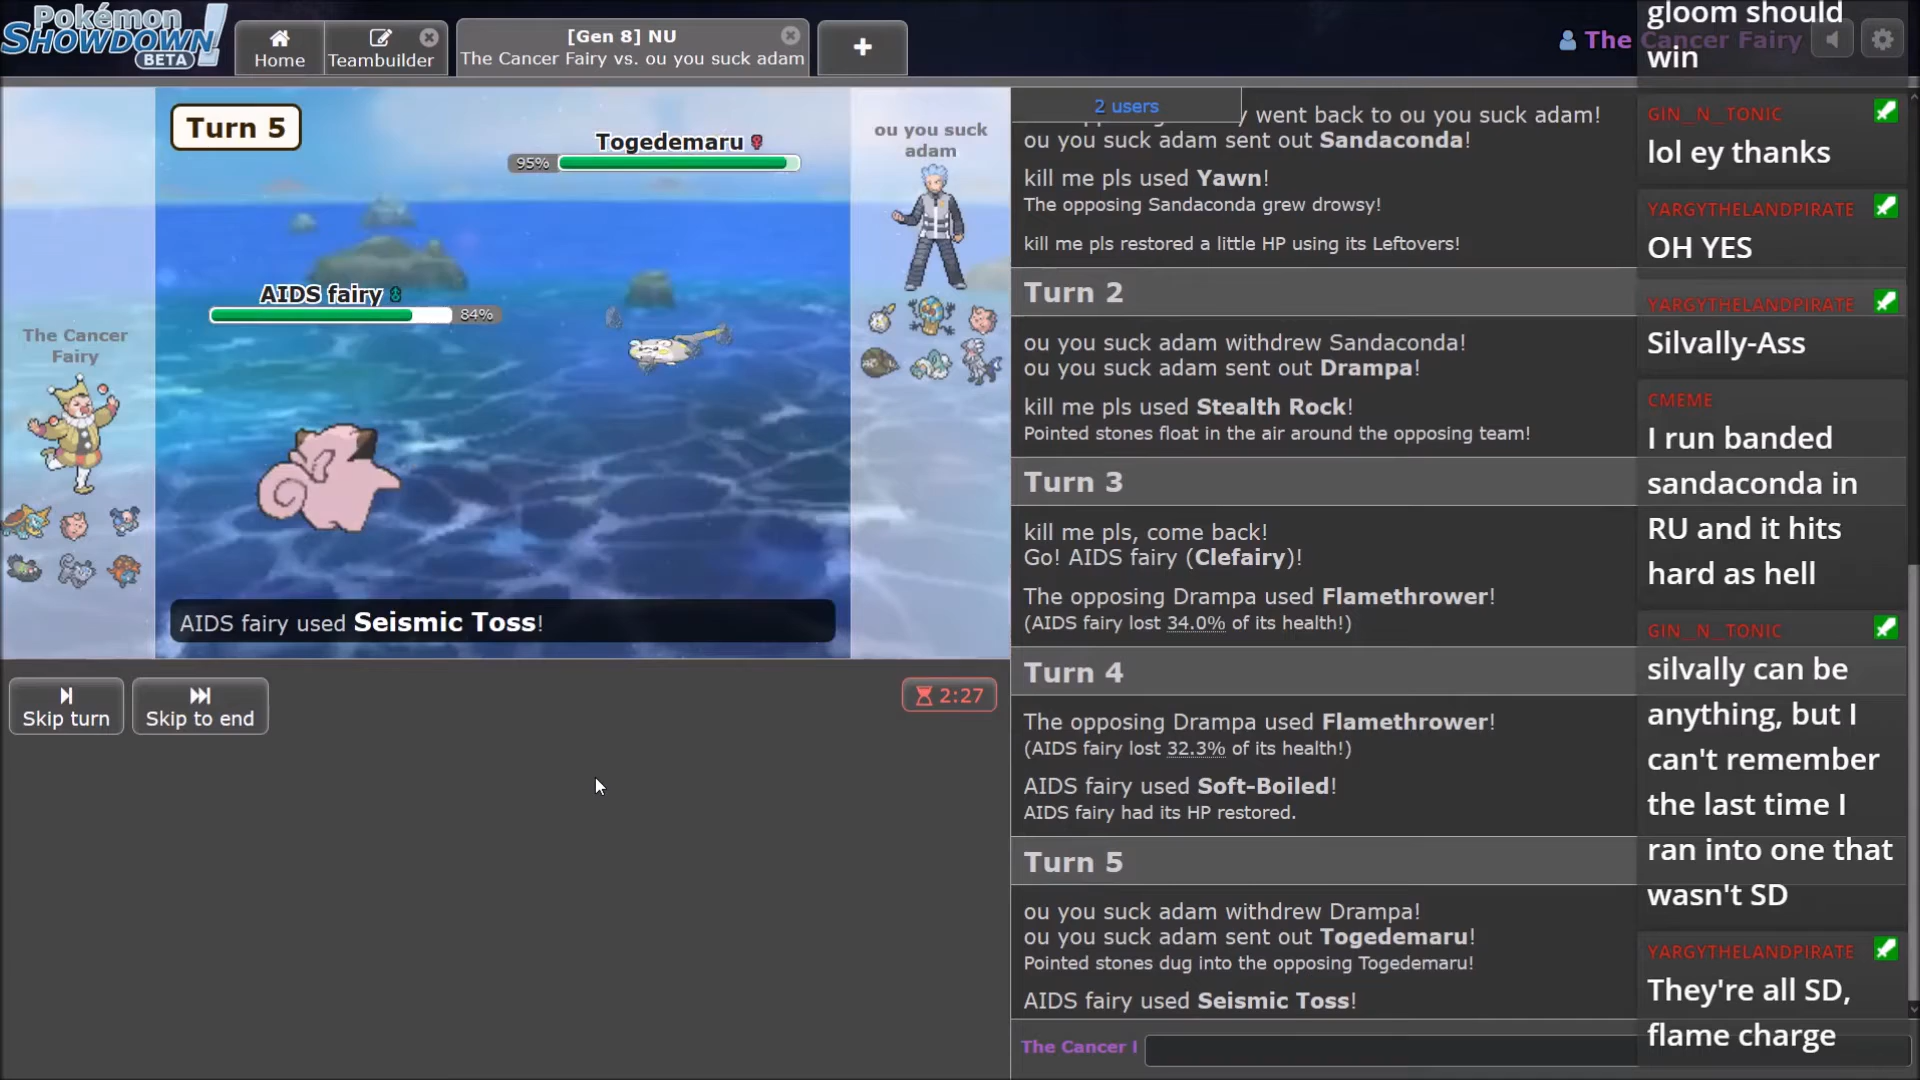 Pokémon
SHOWDOWN!
BETA
Home
Teambuilder
[Gen 8] NU
The Cancer Fairy vs. ou you suck adam
The Cancer Fairy
Turn 5
Togedemaru
95%
AIDS fairy
84%
The Cancer
Fairy
ou you suck
adam
AIDS fairy used Seismic Toss!
Skip turn
Skip to end
2:27
2 users
y went back to ou you suck adam!
ou you suck adam sent out Sandaconda!
kill me pls used Yawn!
The opposing Sandaconda grew drowsy!
kill me pls restored a little HP using its Leftovers!
Turn 2
ou you suck adam withdrew Sandaconda!
ou you suck adam sent out Drampa!
kill me pls used Stealth Rock!
Pointed stones float in the air around the opposing team!
Turn 3
kill me pls, come back!
Go! AIDS fairy (Clefairy)!
The opposing Drampa used Flamethrower!
(AIDS fairy lost 34.0% of its health!)
Turn 4
The opposing Drampa used Flamethrower!
(AIDS fairy lost 32.3% of its health!)
AIDS fairy used Soft-Boiled!
AIDS fairy had its HP restored.
Turn 5
ou you suck adam withdrew Drampa!
ou you suck adam sent out Togedemaru!
Pointed stones dug into the opposing Togedemaru!
AIDS fairy used Seismic Toss!
The Cancer
gloom should
win
GIN_N_TONIC
lol ey thanks
YARGYTHELANDPIRATE
OH YES
YARGYTHELANDPIRATE
Silvally-Ass
CMEME
I run banded
sandaconda in
RU and it hits
hard as hell
GIN_N_TONIC
silvally can be
anything, but I
can't remember
the last time I
ran into one that
wasn't SD
YARGYTHELANDPIRATE
They're all SD,
flame charge